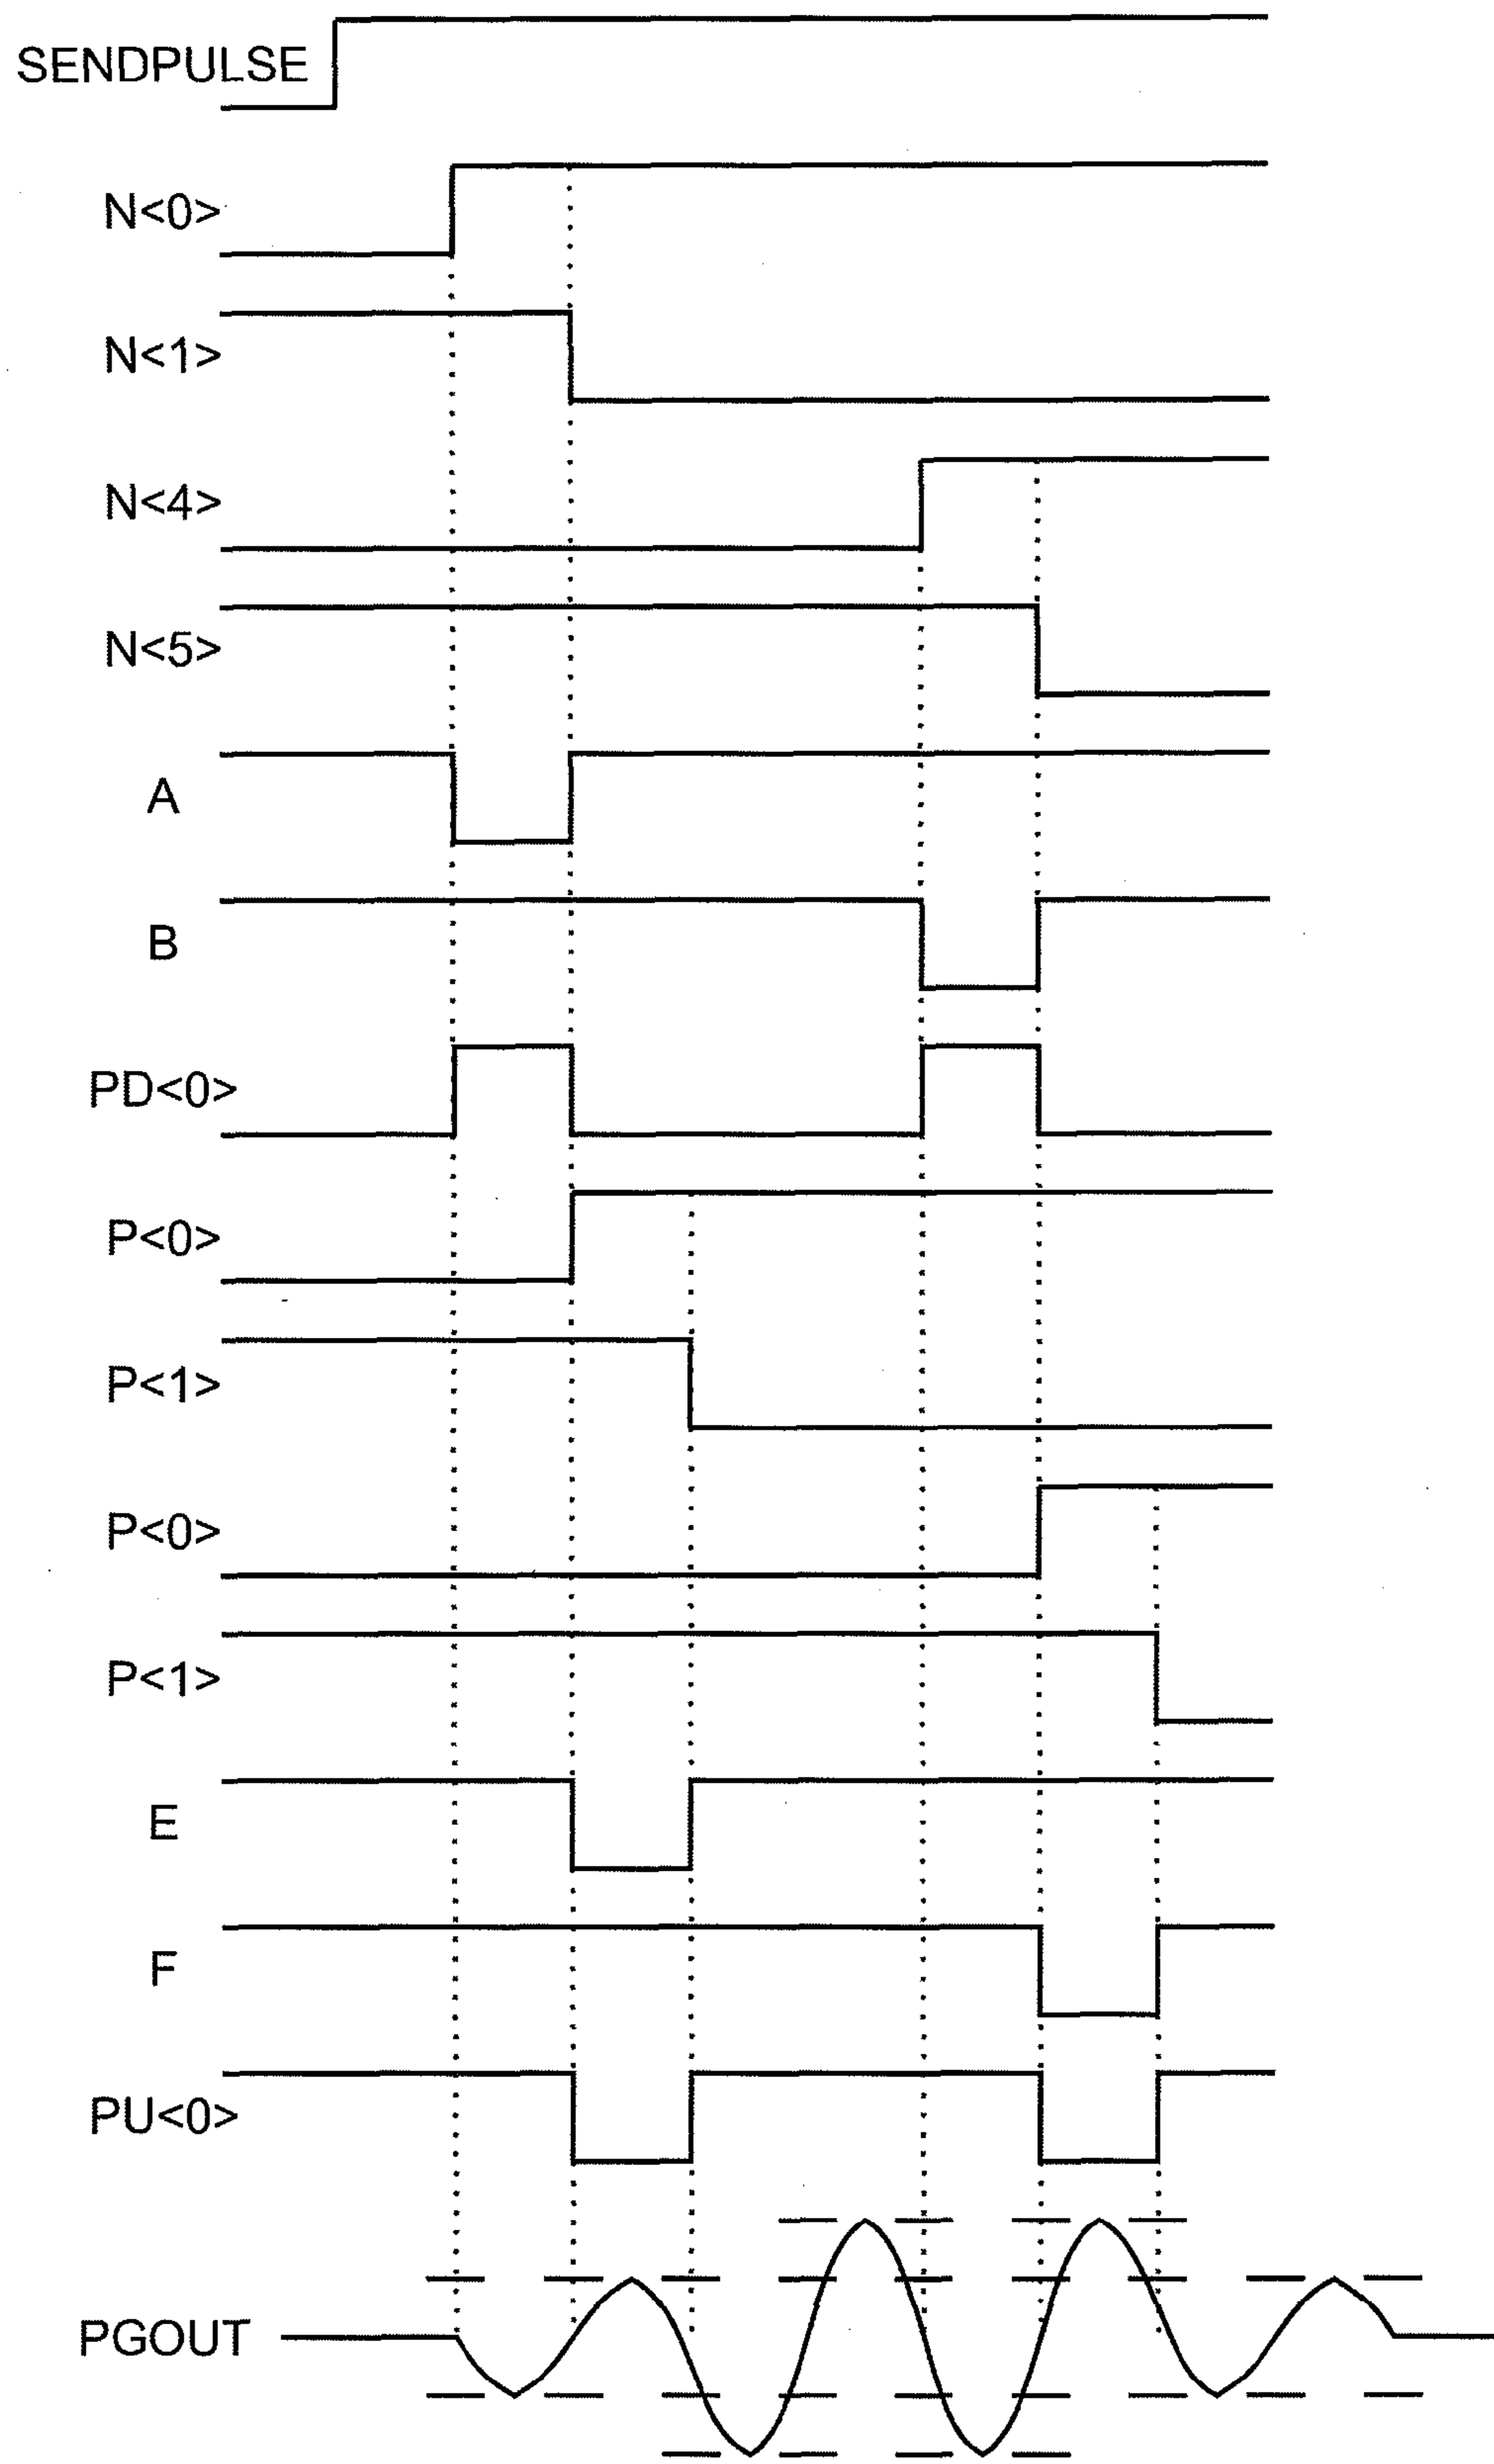 SENDPULSE
N<0>
N<1>
N<4>
N<5>
A
B
PD<0>
P<0>
P<1>
P<0>
P<1>
E
F
PU<0>
PGOUT